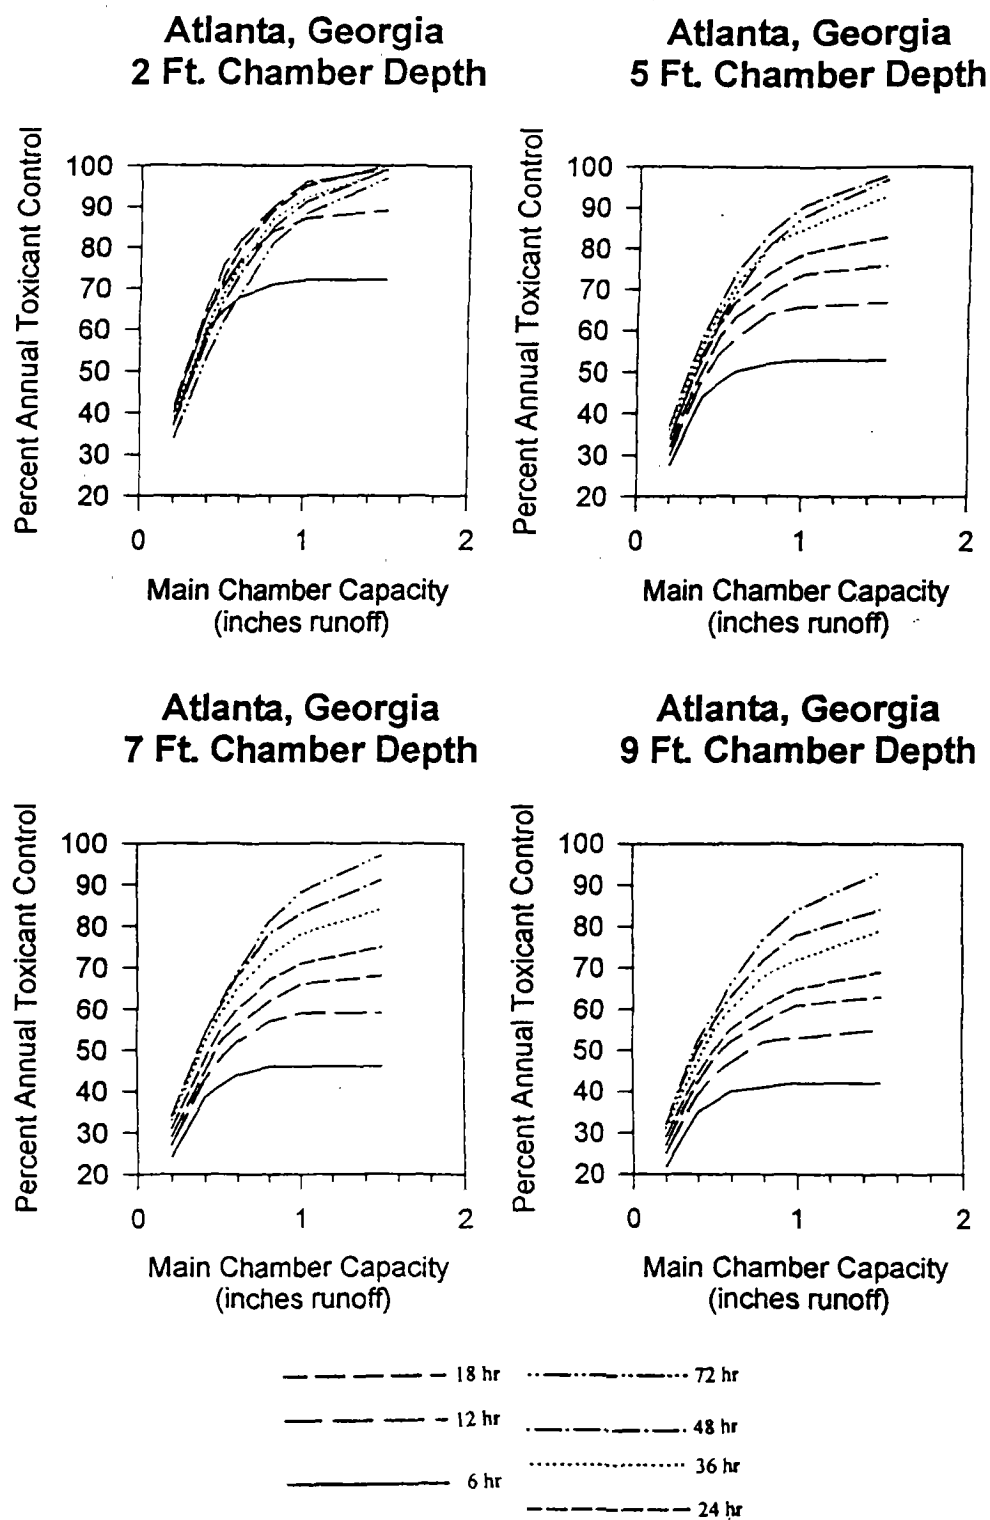 Atlanta, Georgia
2 Ft. Chamber Depth
Percent Annual Toxicant Control
100
90
80
70
60
50
40
30
20
0
1
2
Main Chamber Capacity
(inches runoff)
Atlanta, Georgia
5 Ft. Chamber Depth
Percent Annual Toxicant Control
100
90
80
70
60
50
40
30
20
0
1
2
Main Chamber Capacity
(inches runoff)
Atlanta, Georgia
7 Ft. Chamber Depth
Percent Annual Toxicant Control
100
90
80
70
60
50
40
30
20
0
1
2
Main Chamber Capacity
(inches runoff)
Atlanta, Georgia
9 Ft. Chamber Depth
Percent Annual Toxicant Control
100
90
80
70
60
50
40
30
20
0
1
2
Main Chamber Capacity
(inches runoff)
18 hr
12 hr
6 hr
72 hr
48 hr
36 hr
24 hr